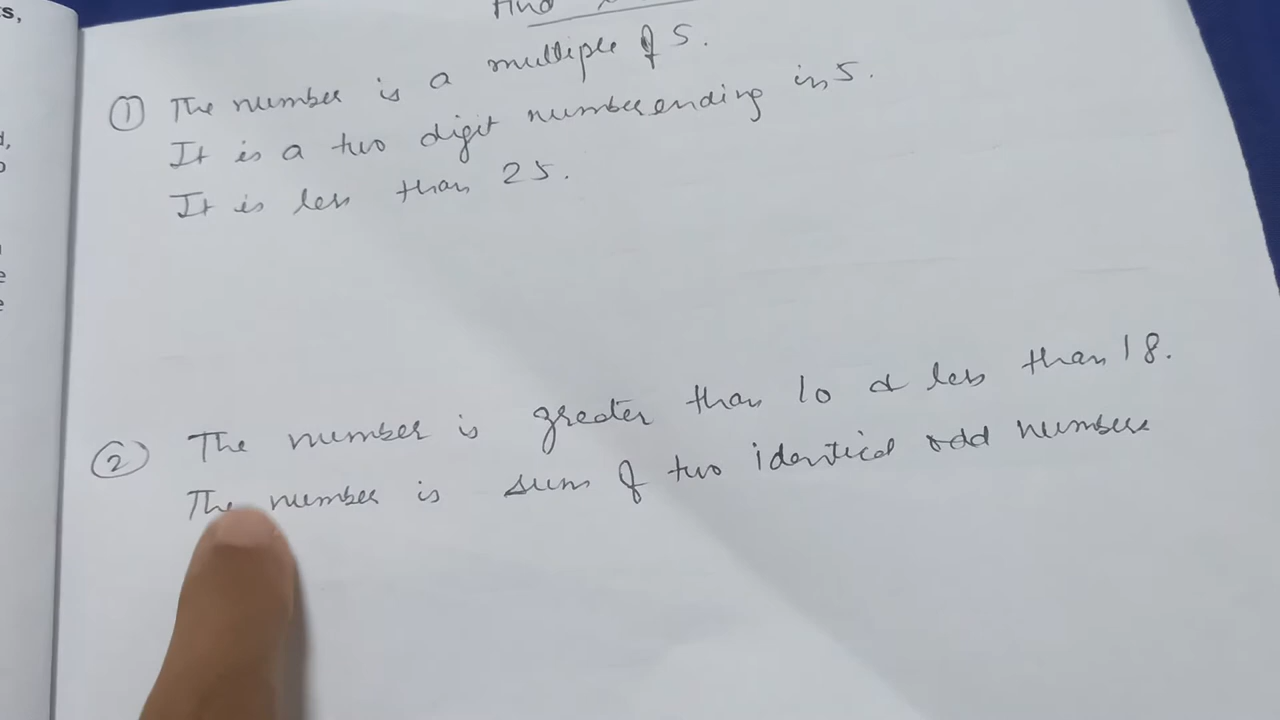 Find
① The number is a multiple of 5.
It is a two digit number ending in 5.
It is less than 25.
② The number is greater than 10 & less than 18.
The number is sum of two identical odd numbers